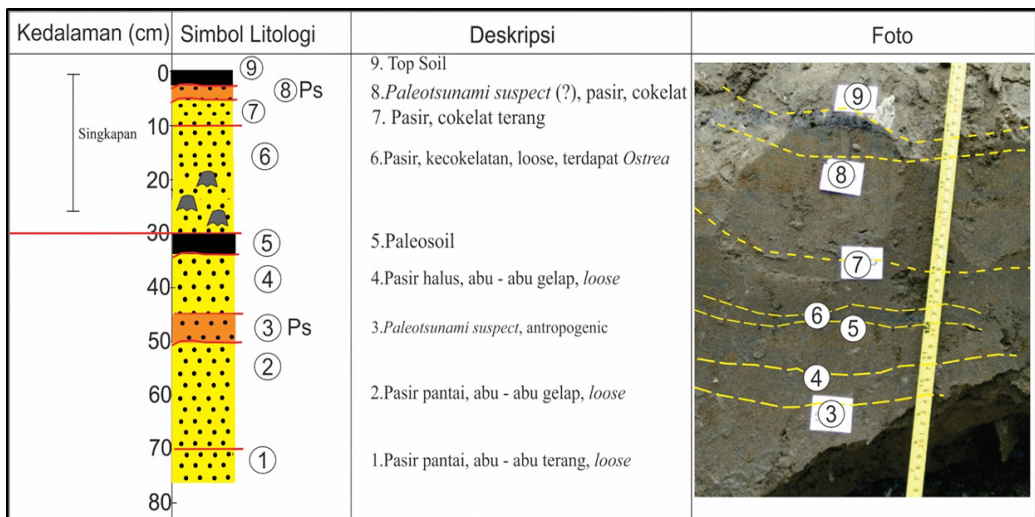 Kedalaman (cm) Simbol Litologi Deskripsi Foto
0
10
20
30
40
50
60
70
80
Singkapan
9
8 Ps
7
6
5
4
3 Ps
2
1
9. Top Soil
8. Paleotsunami suspect (?), pasir, cokelat
7. Pasir, cokelat terang
6. Pasir, kecokelatan, loose, terdapat Ostrea
5.Paleosoil
4.Pasir halus, abu - abu gelap, loose
3.Paleotsunami suspect, antropogenic
2.Pasir pantai, abu - abu gelap, loose
1.Pasir pantai, abu - abu terang, loose
9
8
7
6
5
4
3